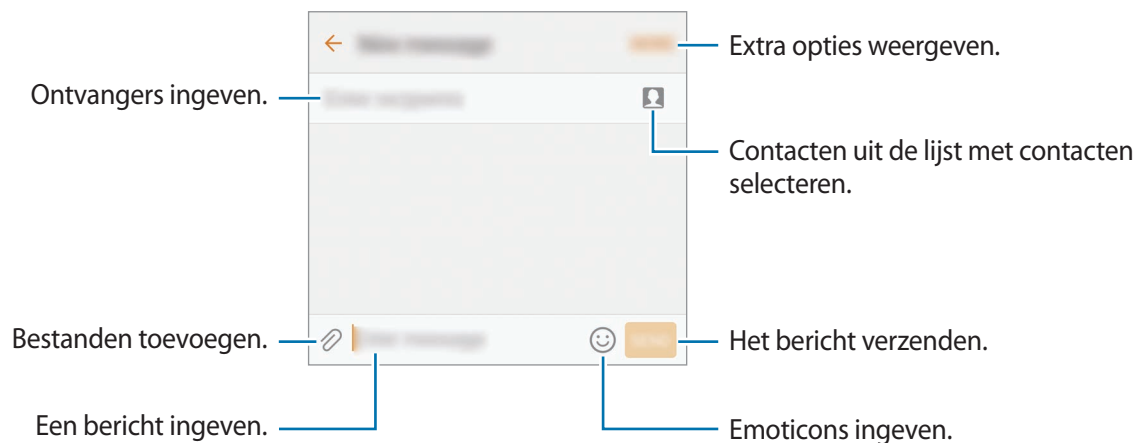 Extra opties weergeven.
Ontvangers ingeven.
Contacten uit de lijst met contacten
selecteren.
Bestanden toevoegen.
Het bericht verzenden.
Een bericht ingeven.
Emoticons ingeven.